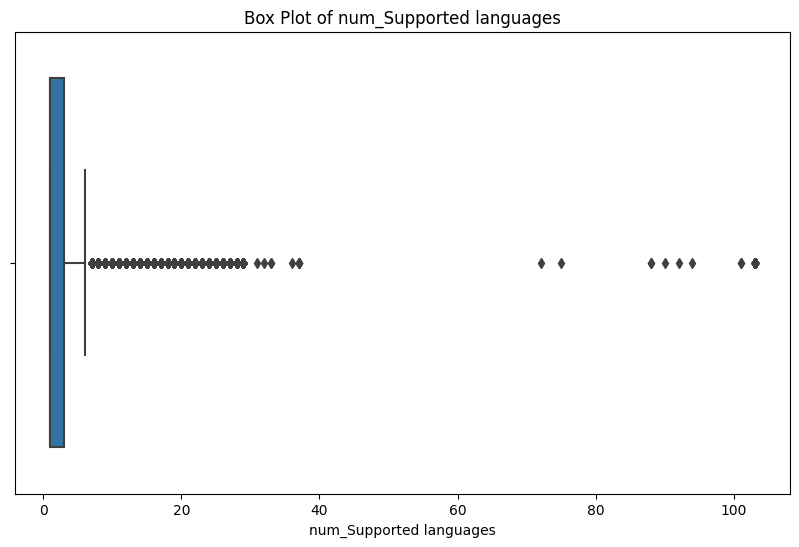 Box Plot of num_Supported languages
0 20 40 60 80 100
num_Supported languages